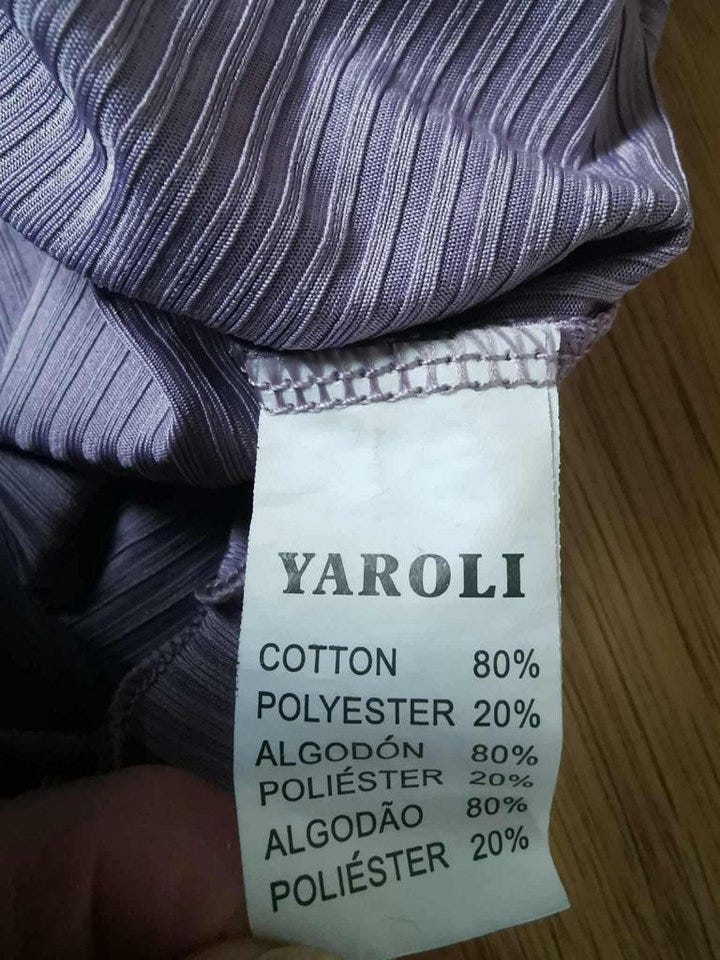 YAROLI
COTTON 80%
POLYESTER 20%
ALGODÓN 80%
POLIÉSTER 20%
ALGODÃO 80%
POLIÉSTER 20%